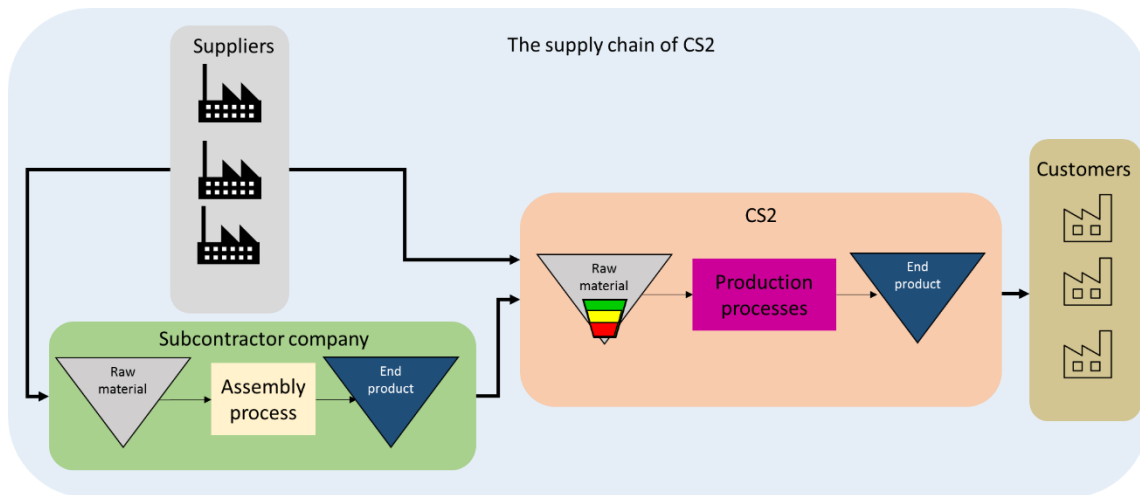 The supply chain of CS2
Suppliers
Customers
CS2
Raw
material
Production
processes
End
product
Subcontractor company
Raw
material
Assembly
process
End
product